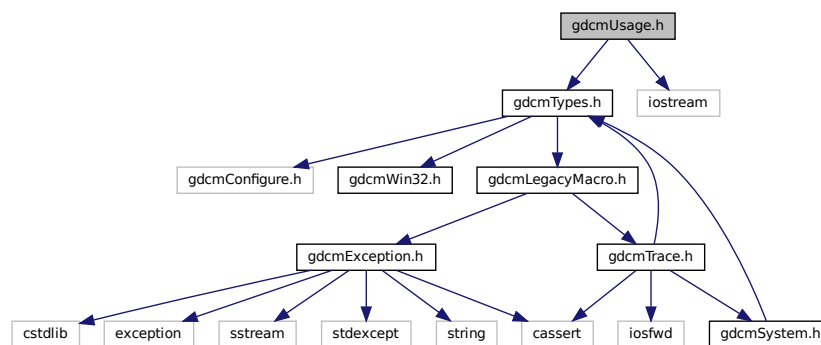 gdcmUsage.h
gdcmTypes.h
iostream
gdcmConfigure.h
gdcmWin32.h
gdcmLegacyMacro.h
gdcmException.h
gdcmTrace.h
cstdlib
exception
sstream
stdexcept
string
cassert
iosfwd
gdcmSystem.h